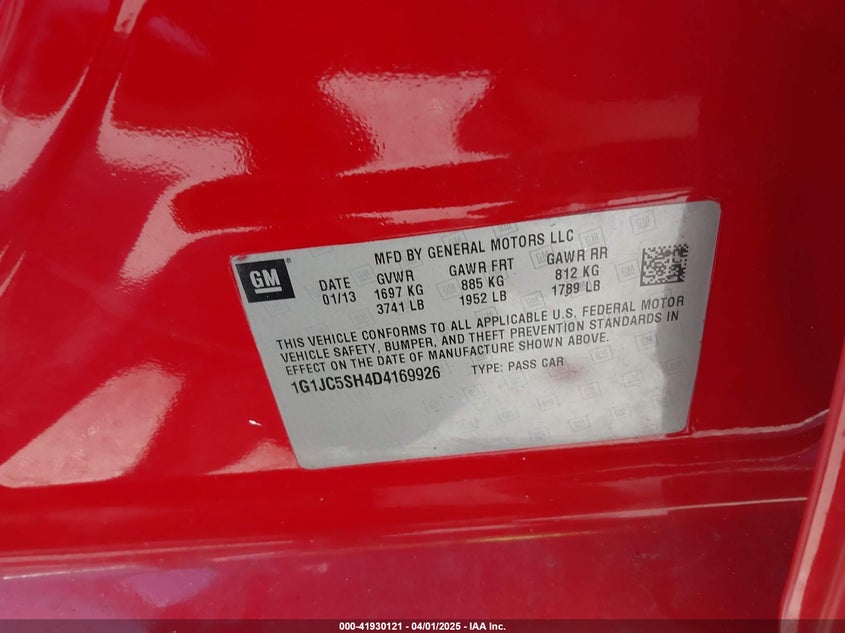 MFD BY GENERAL MOTORS LLC
GM
DATE GVWR GAWR FRT GAWR RR
01/13 1697 KG 885 KG 812 KG
3741 LB 1952 LB 1789 LB
THIS VEHICLE CONFORMS TO ALL APPLICABLE U.S. FEDERAL MOTOR
VEHICLE SAFETY, BUMPER, AND THEFT PREVENTION STANDARDS IN
EFFECT ON THE DATE OF MANUFACTURE SHOWN ABOVE.
1G1JC5SH4D4169926 TYPE: PASS CAR
000-41930121 | 04/01/2025 - IAA Inc.